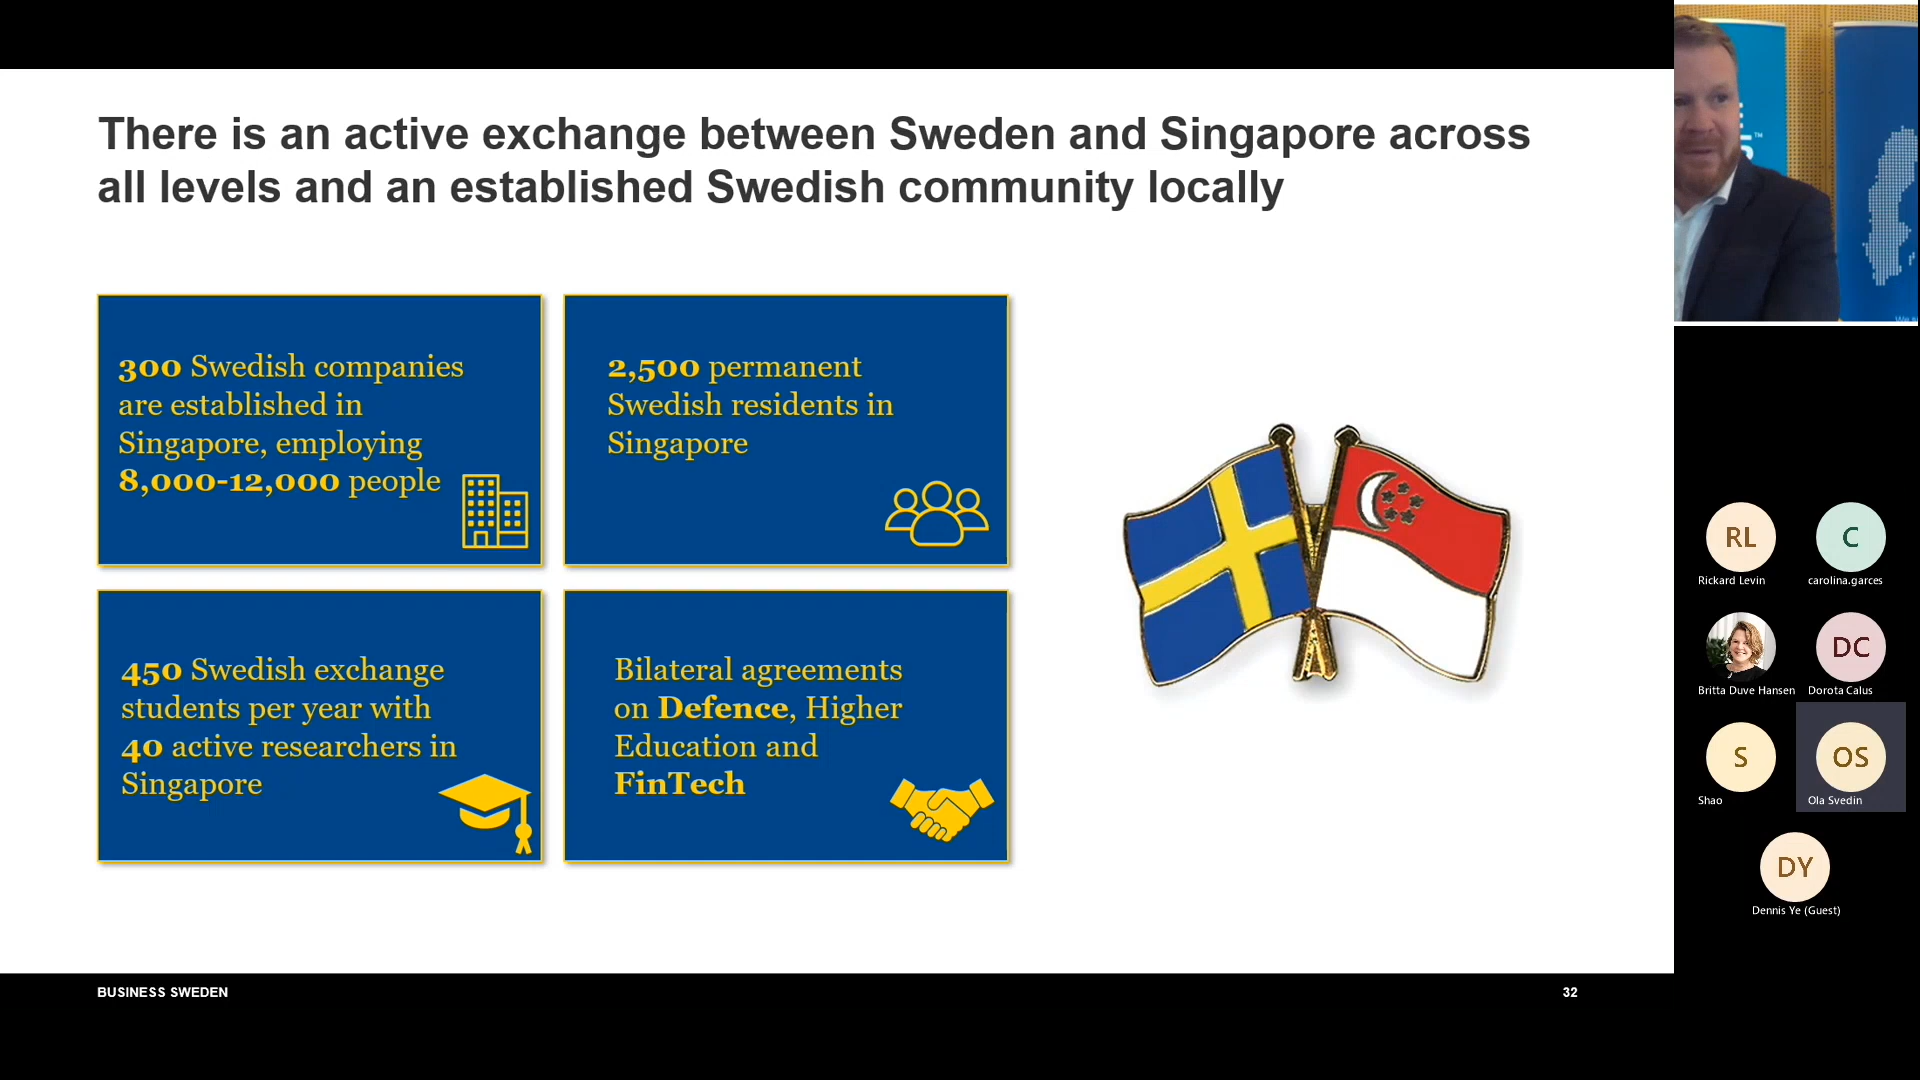 There is an active exchange between Sweden and Singapore across
all levels and an established Swedish community locally
300 Swedish companies
are established in
Singapore, employing
8,000-12,000 people
2,500 permanent
Swedish residents in
Singapore
450 Swedish exchange
students per year with
40 active researchers in
Singapore
Bilateral agreements
on Defence, Higher
Education and
FinTech
BUSINESS SWEDEN
32
RL
Rickard Levin
C
carolina.garces
Britta Duve Hansen
DC
Dorota Calus
S
Shao
OS
Ola Svedin
DY
Dennis Ye (Guest)